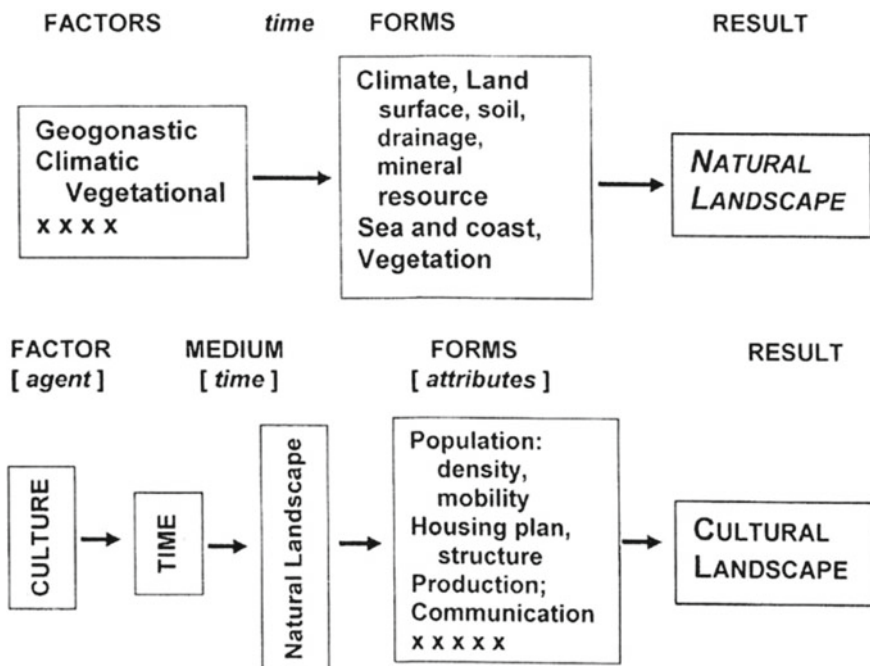 FACTORS time FORMS RESULT
Geogonastic
Climatic
Vegetational
x x x x
Climate, Land
surface, soil,
drainage,
mineral
resource
Sea and coast,
Vegetation
NATURAL
LANDSCAPE
FACTOR MEDIUM FORMS RESULT
[ agent ] [ time ] [ attributes ]
CULTURE
TIME
Natural Landscape
Population:
density,
mobility
Housing plan,
structure
Production;
Communication
x x x x x
CULTURAL
LANDSCAPE